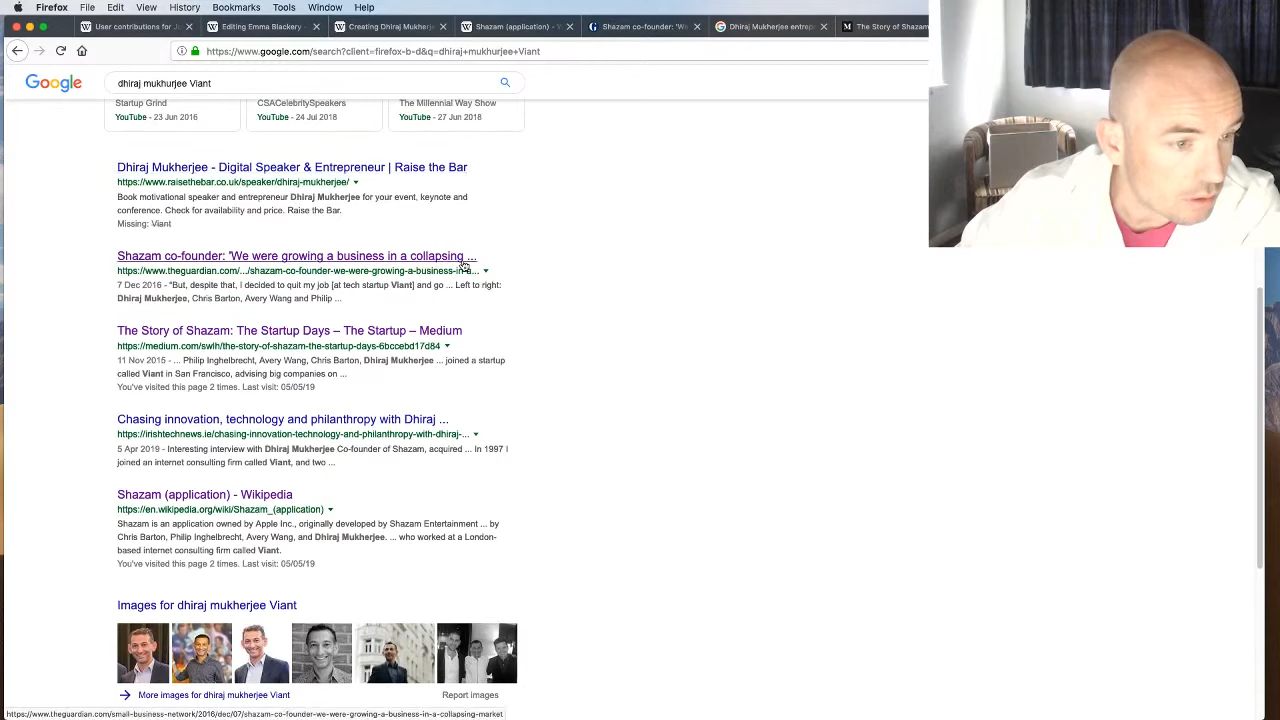 Firefox File Edit View History Bookmarks Tools Window Help
User contributions for Jo
Editing Emma Blackery -
Creating Dhiraj Mukherje
Shazam (application) - W
Shazam co-founder: 'We w
Dhiraj Mukherjee entrep
The Story of Shazam
https://www.google.com/search?client=firefox-b-d&q=dhiraj+mukhurjee+Viant
Google
dhiraj mukhurjee Viant
Startup Grind
YouTube - 23 Jun 2016
CSACelebritySpeakers
YouTube - 24 Jul 2018
The Millennial Way Show
YouTube - 27 Jun 2018
Dhiraj Mukherjee - Digital Speaker & Entrepreneur | Raise the Bar
https://www.raisethebar.co.uk/speaker/dhiraj-mukherjee/
Book motivational speaker and entrepreneur Dhiraj Mukherjee for your event, keynote and
conference. Check for availability and price. Raise the Bar.
Missing: Viant
Shazam co-founder: 'We were growing a business in a collapsing ...
https://www.theguardian.com/.../shazam-co-founder-we-were-growing-a-business-in-a...
7 Dec 2016 - "But, despite that, I decided to quit my job [at tech startup Viant] and go ... Left to right:
Dhiraj Mukherjee, Chris Barton, Avery Wang and Philip ...
The Story of Shazam: The Startup Days – The Startup – Medium
https://medium.com/swlh/the-story-of-shazam-the-startup-days-6bccebd17d84
11 Nov 2015 - ... Philip Inghelbrecht, Avery Wang, Chris Barton, Dhiraj Mukherjee ... joined a startup
called Viant in San Francisco, advising big companies on ...
You've visited this page 2 times. Last visit: 05/05/19
Chasing innovation, technology and philanthropy with Dhiraj ...
https://irishtechnews.ie/chasing-innovation-technology-and-philanthropy-with-dhiraj-...
5 Apr 2019 - Interesting interview with Dhiraj Mukherjee Co-founder of Shazam, acquired ... In 1997 I
joined an internet consulting firm called Viant, and two ...
Shazam (application) - Wikipedia
https://en.wikipedia.org/wiki/Shazam_(application)
Shazam is an application owned by Apple Inc., originally developed by Shazam Entertainment ... by
Chris Barton, Philip Inghelbrecht, Avery Wang, and Dhiraj Mukherjee. ... who worked at a London-
based internet consulting firm called Viant.
You've visited this page 2 times. Last visit: 05/05/19
Images for dhiraj mukherjee Viant
More images for dhiraj mukherjee Viant
Report images
https://www.theguardian.com/small-business-network/2016/dec/07/shazam-co-founder-we-were-growing-a-business-in-a-collapsing-market